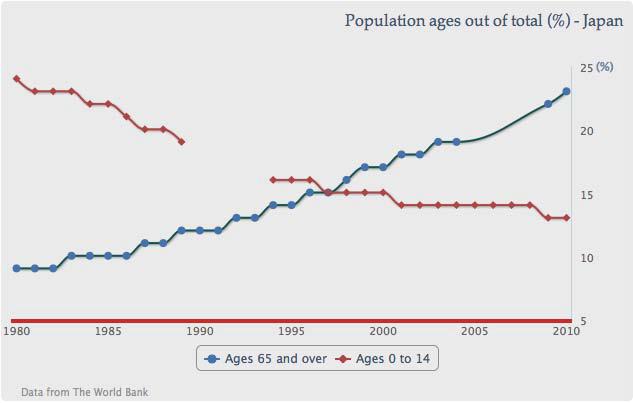 Population ages out of total (%) - Japan
25 (%)
20
15
10
5
1980 1985 1990 1995 2000 2005 2010
Ages 65 and over Ages 0 to 14
Data from The World Bank